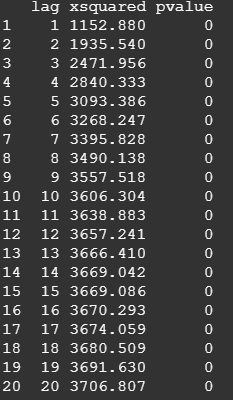 lag xsquared pvalue
1 1 1152.880 0
2 2 1935.540 0
3 3 2471.956 0
4 4 2840.333 0
5 5 3093.386 0
6 6 3268.247 0
7 7 3395.828 0
8 8 3490.138 0
9 9 3557.518 0
10 10 3606.304 0
11 11 3638.883 0
12 12 3657.241 0
13 13 3666.410 0
14 14 3669.042 0
15 15 3669.086 0
16 16 3670.293 0
17 17 3674.059 0
18 18 3680.509 0
19 19 3691.630 0
20 20 3706.807 0